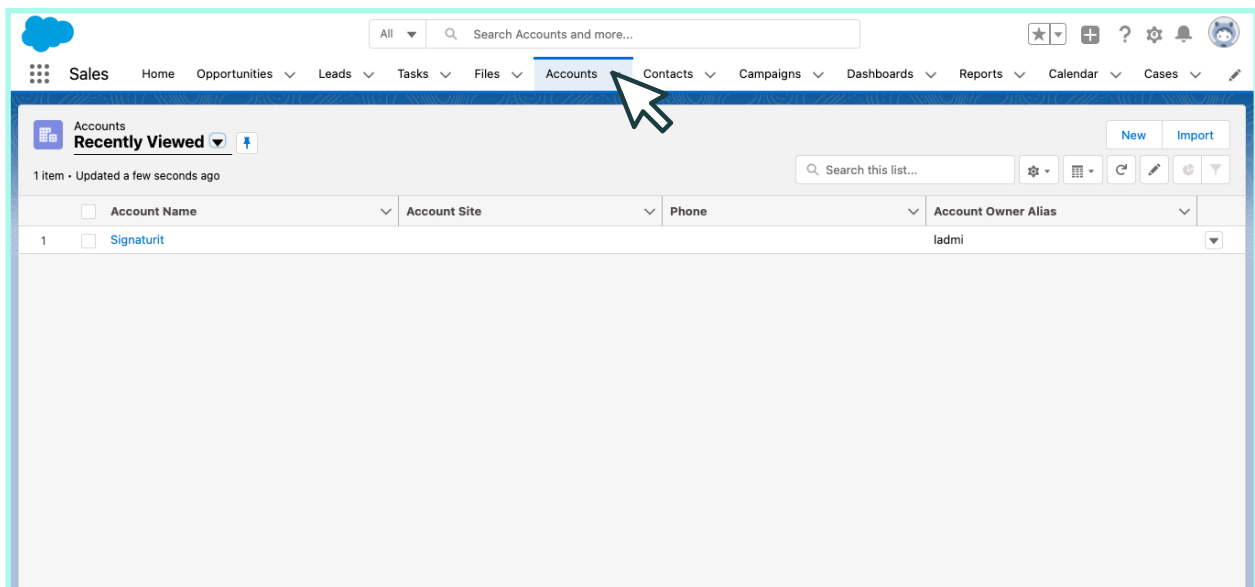 All Search Accounts and more...
Sales Home Opportunities Leads Tasks Files Accounts Contacts Campaigns Dashboards Reports Calendar Cases
Accounts
Recently Viewed
New Import
1 item • Updated a few seconds ago
Search this list...
Account Name Account Site Phone Account Owner Alias
1 Signaturit ladmi